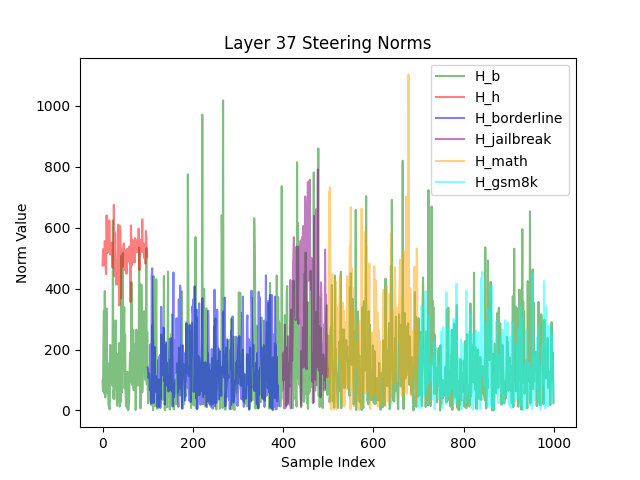 Layer 37 Steering Norms
H_b
H_h
H_borderline
H_jailbreak
H_math
H_gsm8k
Norm Value
1000
800
600
400
200
0
0 200 400 600 800 1000
Sample Index